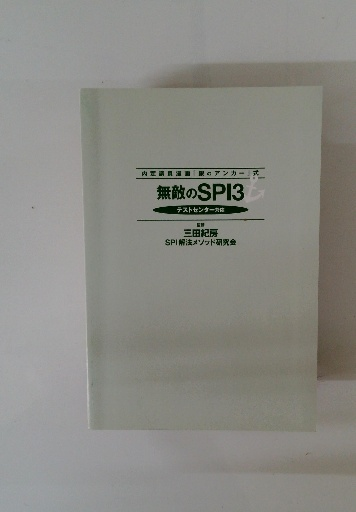 内定請負漫画『銀のアンカー』式
無敵のSPI3
テストセンター対応
監修
三田紀房
SPI解法メソッド研究会